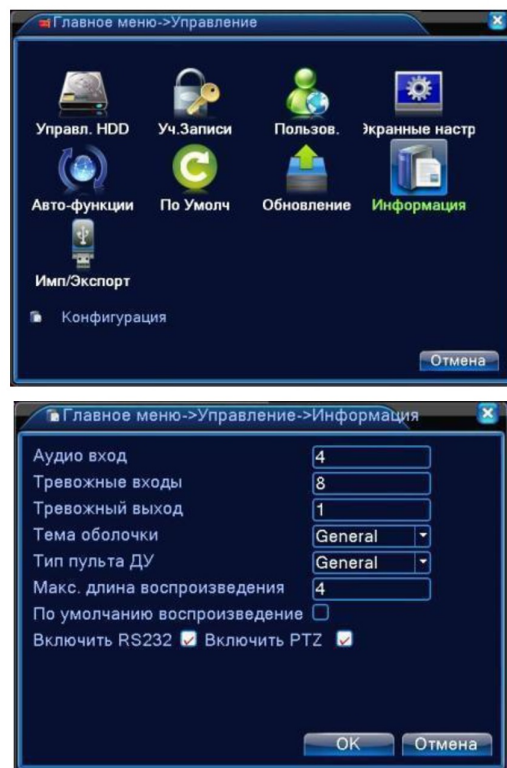 Главное меню->Управление
Управл. HDD Уч.Записи Пользов. Экранные настр
Авто-функции По Умолч Обновление Информация
Имп/Экспорт
Конфигурация
Отмена
Главное меню->Управление->Информация
Аудио вход 4
Тревожные входы 8
Тревожный выход 1
Тема оболочки General
Тип пульта ДУ General
Макс. длина воспроизведения 4
По умолчанию воспроизведение
Включить RS232 Включить PTZ
OK Отмена